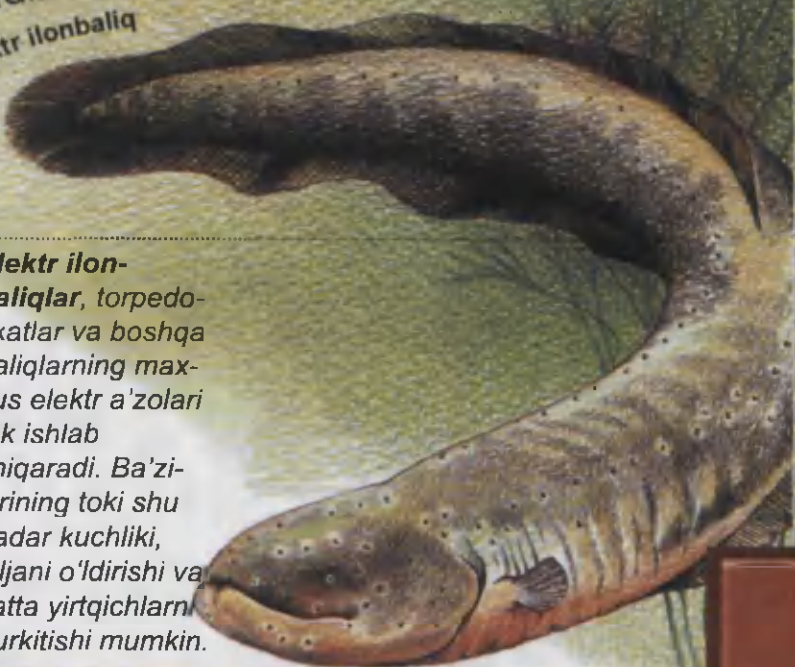 tr ilonbaliq
lektr ilon-
aliqlar, torpedo-
katlar va boshqa
aliqlarning max-
us elektr a'zolari
k ishlab
hiqaradi. Ba'zi-
rining toki shu
adar kuchliki,
ljani o'ldirishi va
atta yirtqichlarni
urkitishi mumkin.